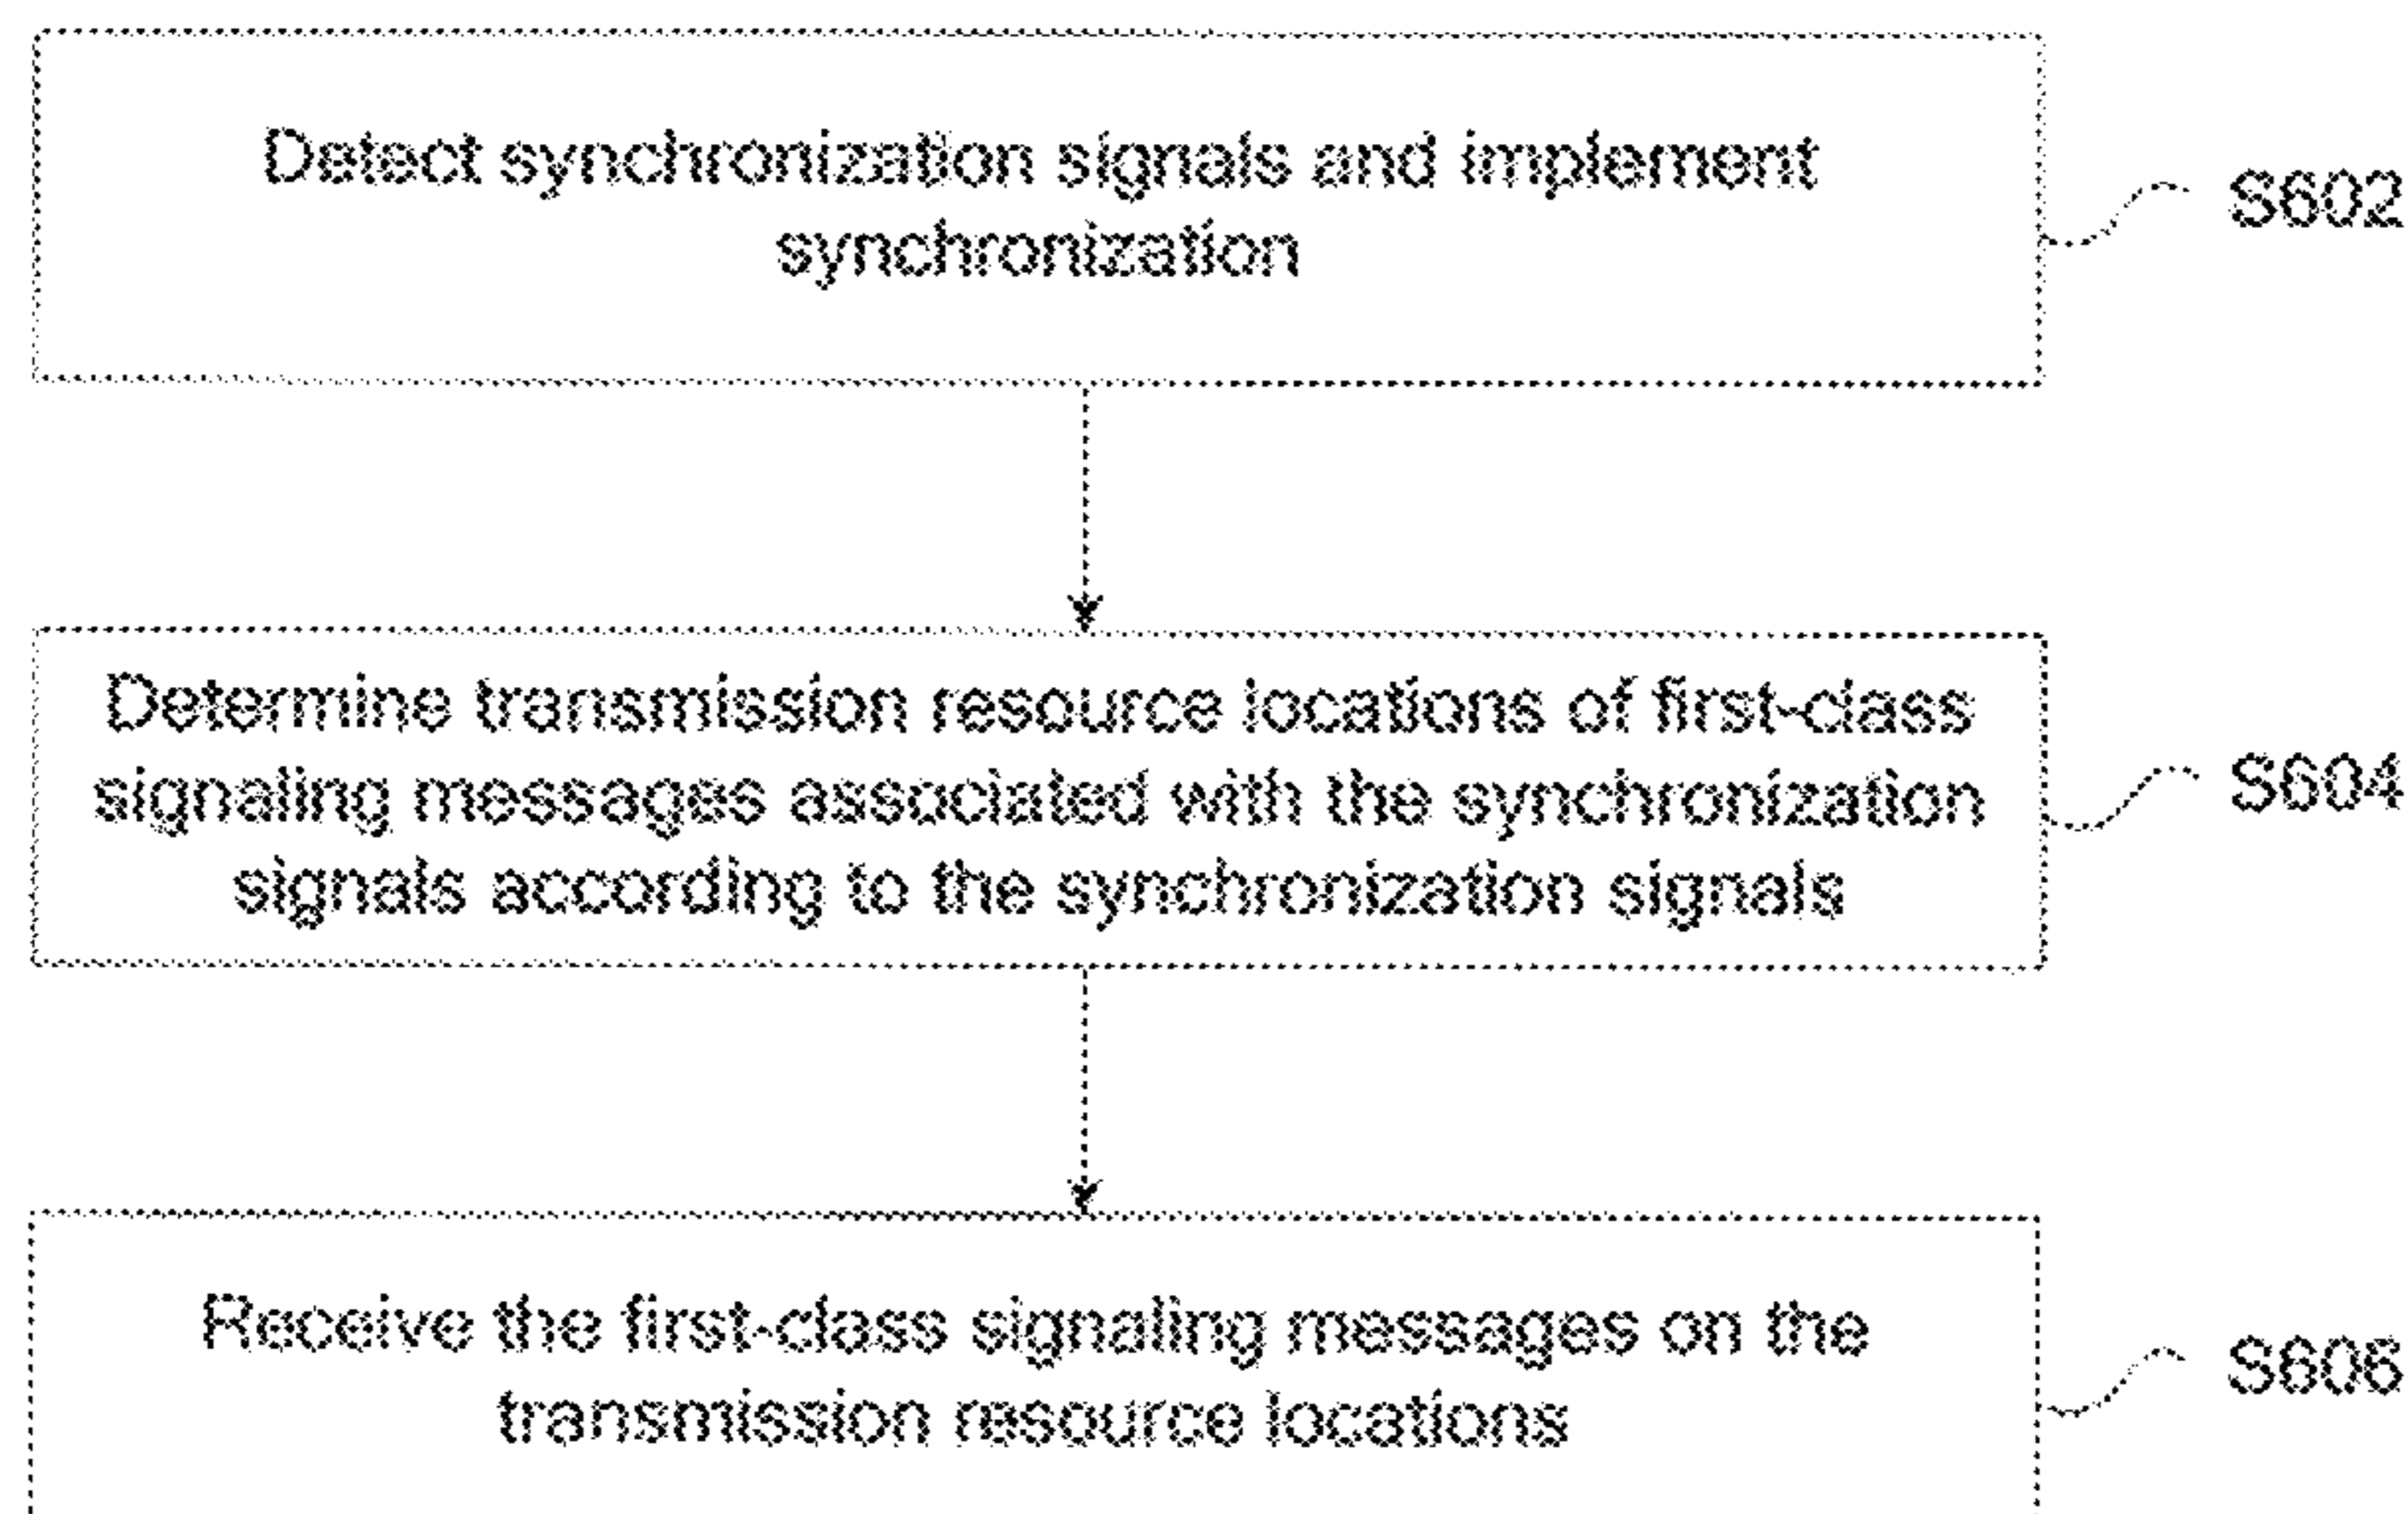 Detect synchronization signals and implement
synchronization
S602
Determine transmission resource locations of first-class
signaling messages associated with the synchronization
signals according to the synchronization signals
S604
Receive the first-class signaling messages on the
transmission resource locations
S606